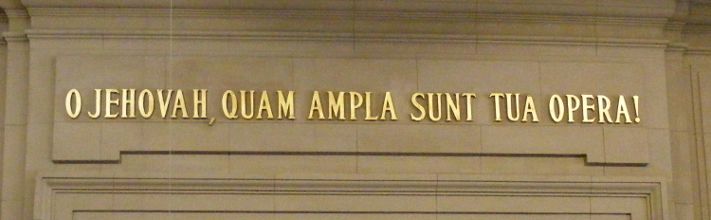 O JEHOVAH, QUAM AMPLA SUNT TUA OPERA!